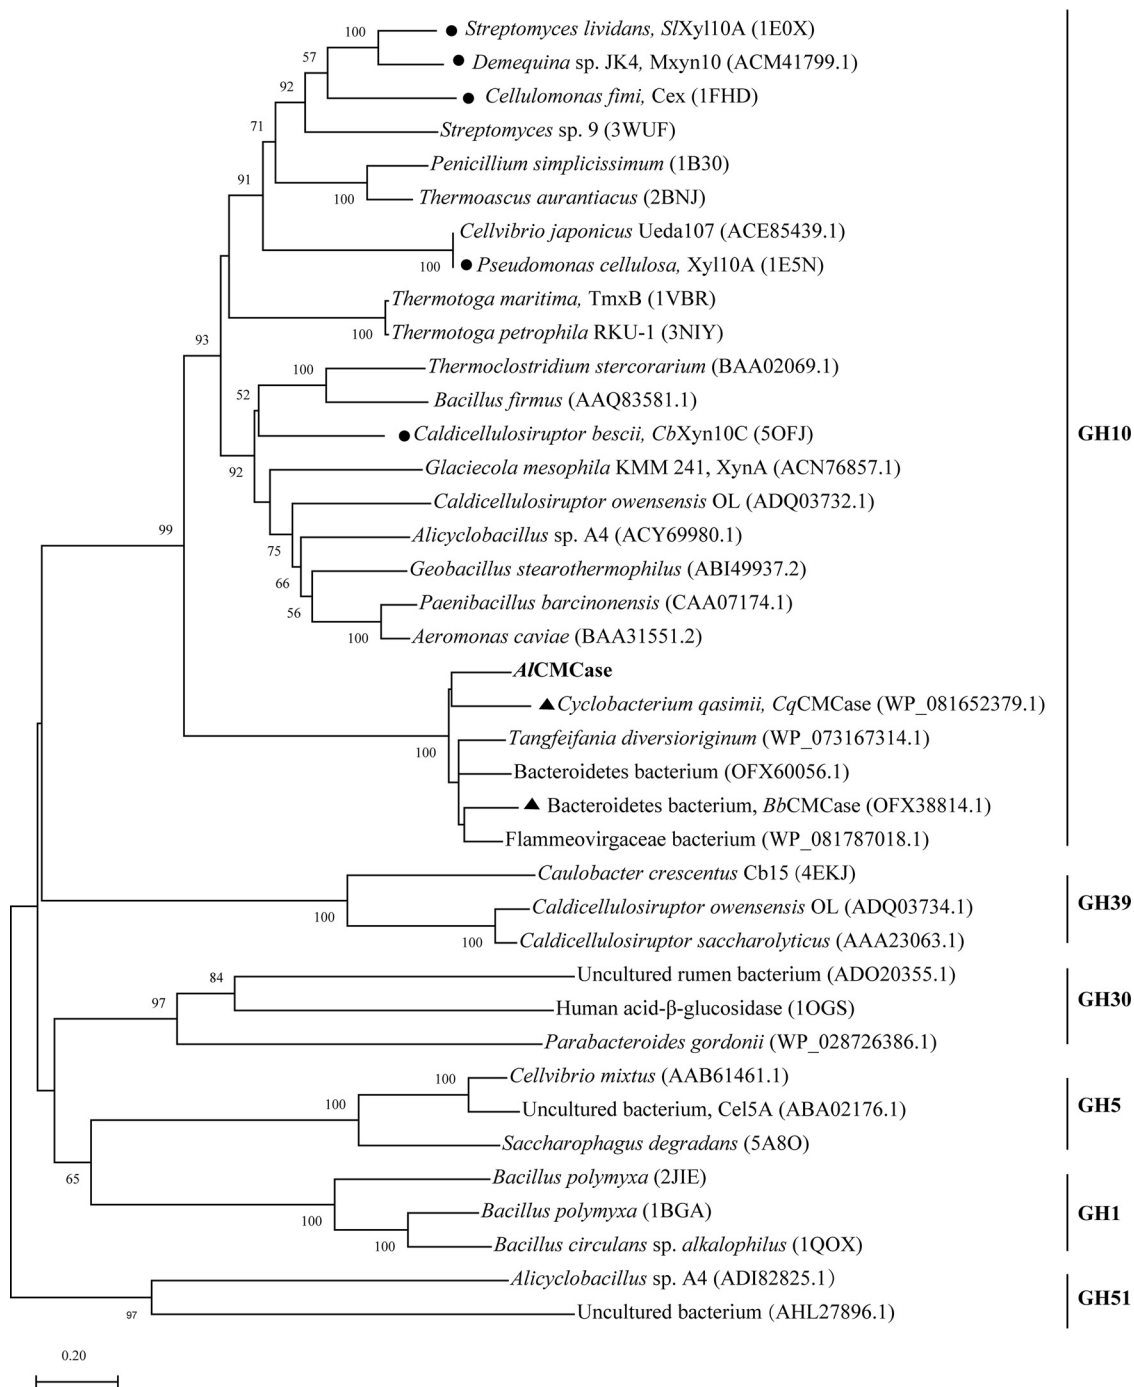 100
Streptomyces lividans, SlXyl10A (1E0X)
57
Demequina sp. JK4, Mxyn10 (ACM41799.1)
92
Cellulomonas fimi, Cex (1FHD)
71
Streptomyces sp. 9 (3WUF)
Penicillium simplicissimum (1B30)
91
100
Thermoascus aurantiacus (2BNJ)
Cellvibrio japonicus Ueda107 (ACE85439.1)
100
Pseudomonas cellulosa, Xyl10A (1E5N)
Thermotoga maritima, TmxB (1VBR)
93
100
Thermotoga petrophila RKU-1 (3NIY)
100
Thermoclostridium stercorarium (BAA02069.1)
52
Bacillus firmus (AAQ83581.1)
Caldicellulosiruptor bescii, CbXyn10C (5OFJ)
GH10
92
Glaciecola mesophila KMM 241, XynA (ACN76857.1)
Caldicellulosiruptor owensensis OL (ADQ03732.1)
99
Alicyclobacillus sp. A4 (ACY69980.1)
75
Geobacillus stearothermophilus (ABI49937.2)
66
Paenibacillus barcinonensis (CAA07174.1)
56
100
Aeromonas caviae (BAA31551.2)
AlCMCase
Cyclobacterium qasimii, CqCMCase (WP_081652379.1)
Tangfeifania diversioriginum (WP_073167314.1)
100
Bacteroidetes bacterium (OFX60056.1)
Bacteroidetes bacterium, BbCMCase (OFX38814.1)
Flammeovirgaceae bacterium (WP_081787018.1)
Caulobacter crescentus Cb15 (4EKJ)
100
Caldicellulosiruptor owensensis OL (ADQ03734.1)
GH39
100
Caldicellulosiruptor saccharolyticus (AAA23063.1)
84
Uncultured rumen bacterium (ADO20355.1)
97
Human acid-β-glucosidase (1OGS)
GH30
Parabacteroides gordonii (WP_028726386.1)
100
Cellvibrio mixtus (AAB61461.1)
100
Uncultured bacterium, Cel5A (ABA02176.1)
GH5
Saccharophagus degradans (5A8O)
65
Bacillus polymyxa (2JIE)
100
Bacillus polymyxa (1BGA)
GH1
100
Bacillus circulans sp. alkalophilus (1QOX)
Alicyclobacillus sp. A4 (ADI82825.1)
GH51
97
Uncultured bacterium (AHL27896.1)
0.20